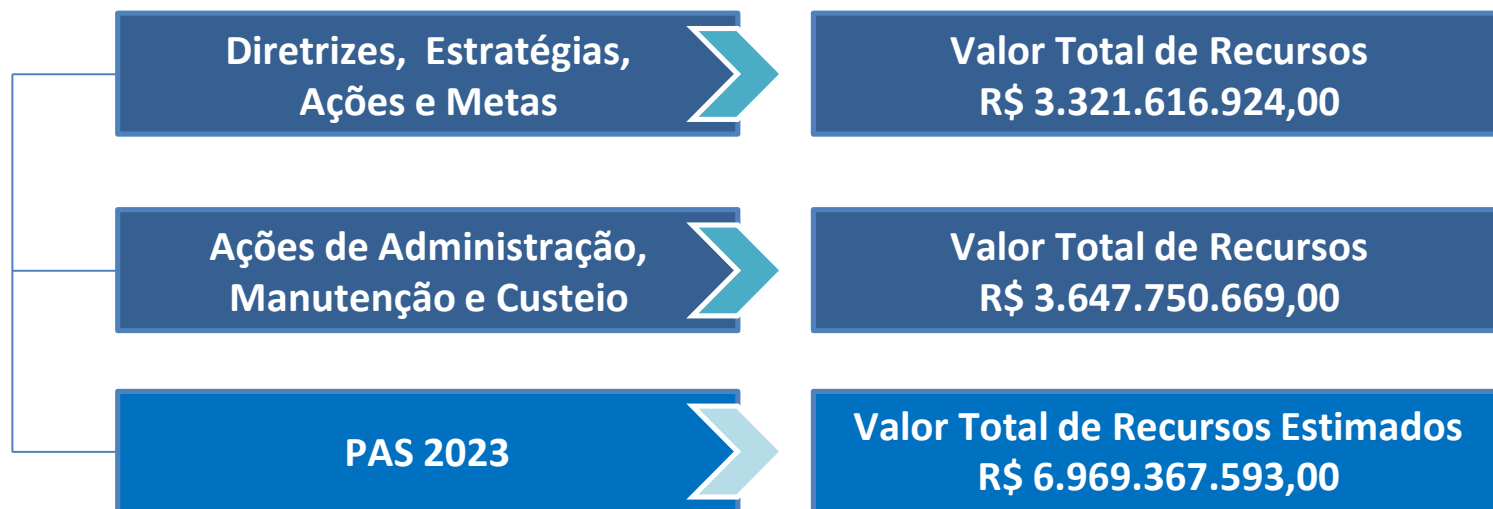 Diretrizes, Estratégias,
Ações e Metas
Valor Total de Recursos
R$ 3.321.616.924,00
Ações de Administração,
Manutenção e Custeio
Valor Total de Recursos
R$ 3.647.750.669,00
PAS 2023
Valor Total de Recursos Estimados
R$ 6.969.367.593,00